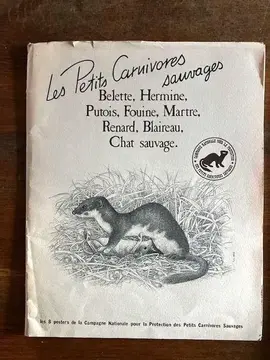 Les Petits Carnivores
sauvages
Belette, Hermine,
Putois, Fouine, Martre,
Renard, Blaireau,
Chat sauvage.
les 8 posters de la Campagne Nationale pour la Protection des Petits Carnivores Sauvages